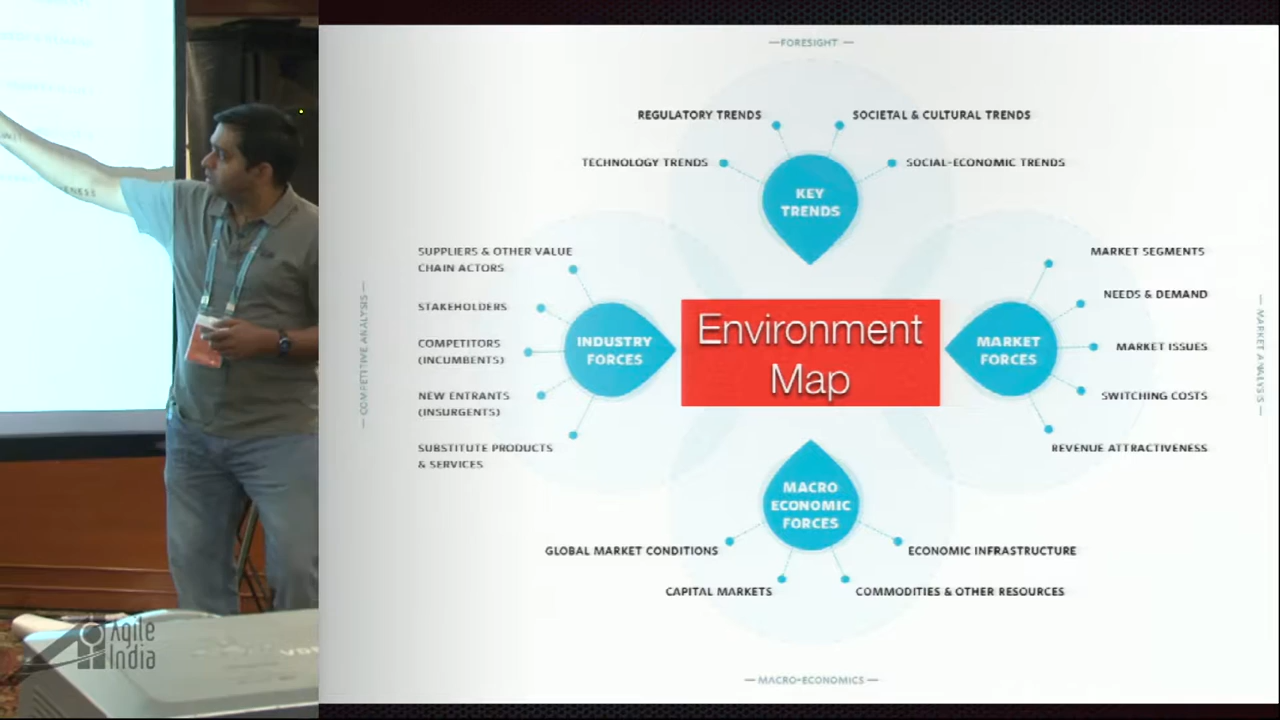 —FORESIGHT—
REGULATORY TRENDS
SOCIETAL & CULTURAL TRENDS
TECHNOLOGY TRENDS
SOCIAL-ECONOMIC TRENDS
KEY
TRENDS
SUPPLIERS & OTHER VALUE
CHAIN ACTORS
STAKEHOLDERS
COMPETITORS
(INCUMBENTS)
NEW ENTRANTS
(INSURGENTS)
SUBSTITUTE PRODUCTS
& SERVICES
—COMPETITIVE ANALYSIS—
INDUSTRY
FORCES
Environment
Map
MARKET
FORCES
MARKET SEGMENTS
NEEDS & DEMAND
MARKET ISSUES
SWITCHING COSTS
REVENUE ATTRACTIVENESS
—MARKET ANALYSIS—
MACRO
ECONOMIC
FORCES
GLOBAL MARKET CONDITIONS
ECONOMIC INFRASTRUCTURE
CAPITAL MARKETS
COMMODITIES & OTHER RESOURCES
—MACRO-ECONOMICS—
Agile
India